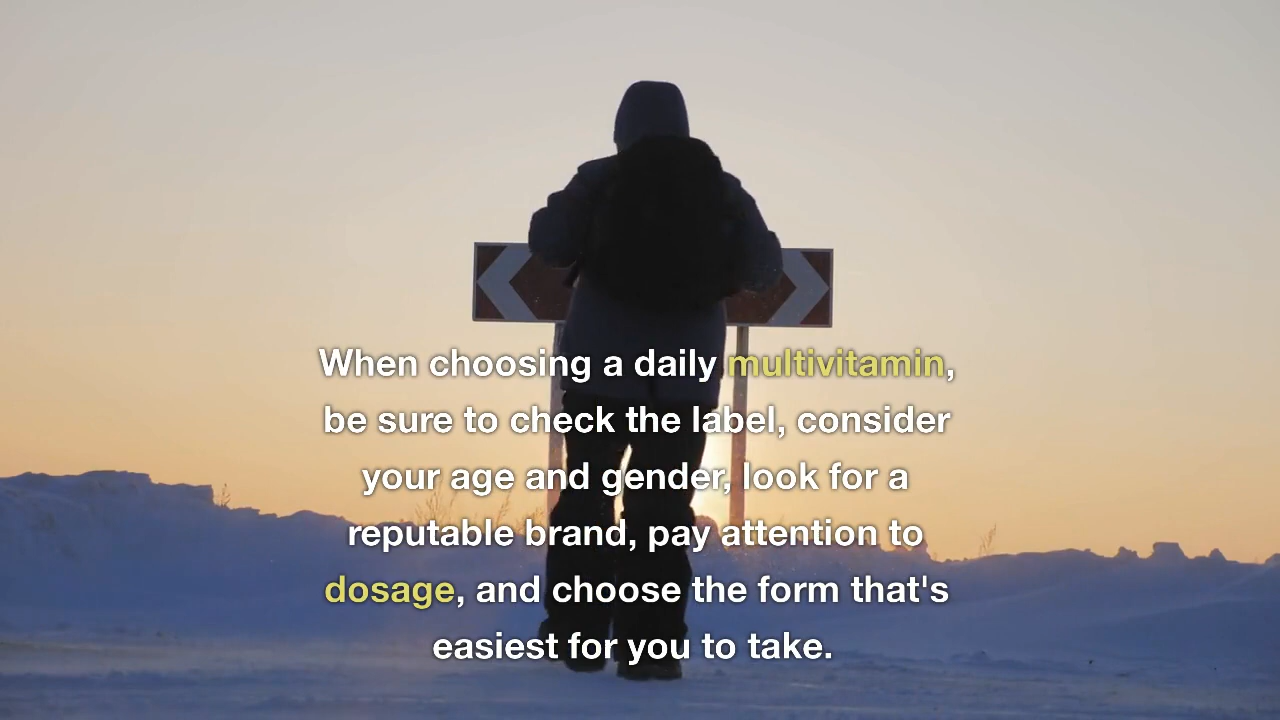 When choosing a daily multivitamin,
be sure to check the label, consider
your age and gender, look for a
reputable brand, pay attention to
dosage, and choose the form that's
easiest for you to take.